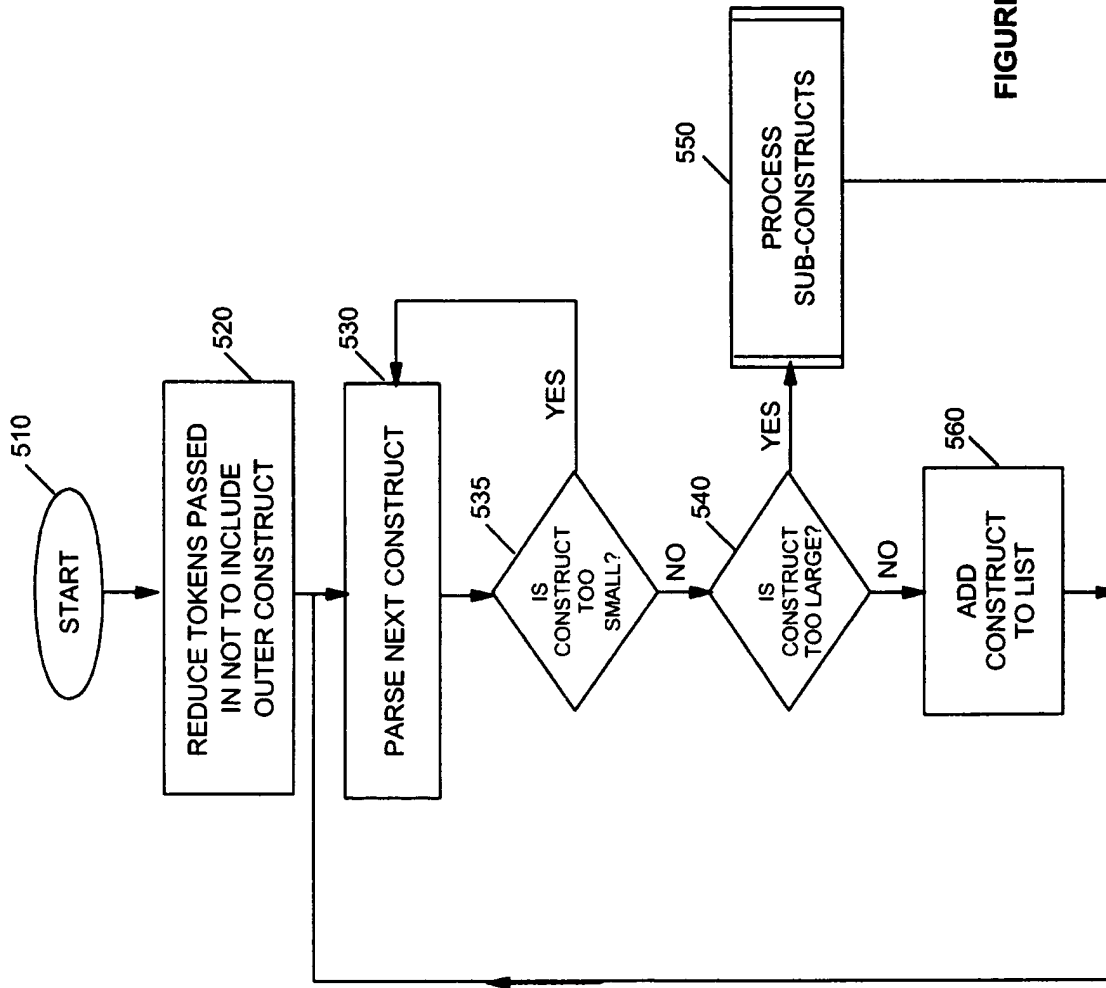 START
510
REDUCE TOKENS PASSED
IN NOT TO INCLUDE
OUTER CONSTRUCT
520
PARSE NEXT CONSTRUCT
530
IS
CONSTRUCT
TOO
SMALL?
535
YES
NO
IS
CONSTRUCT
TOO LARGE?
540
YES
NO
PROCESS
SUB-CONSTRUCTS
550
ADD
CONSTRUCT
TO LIST
560